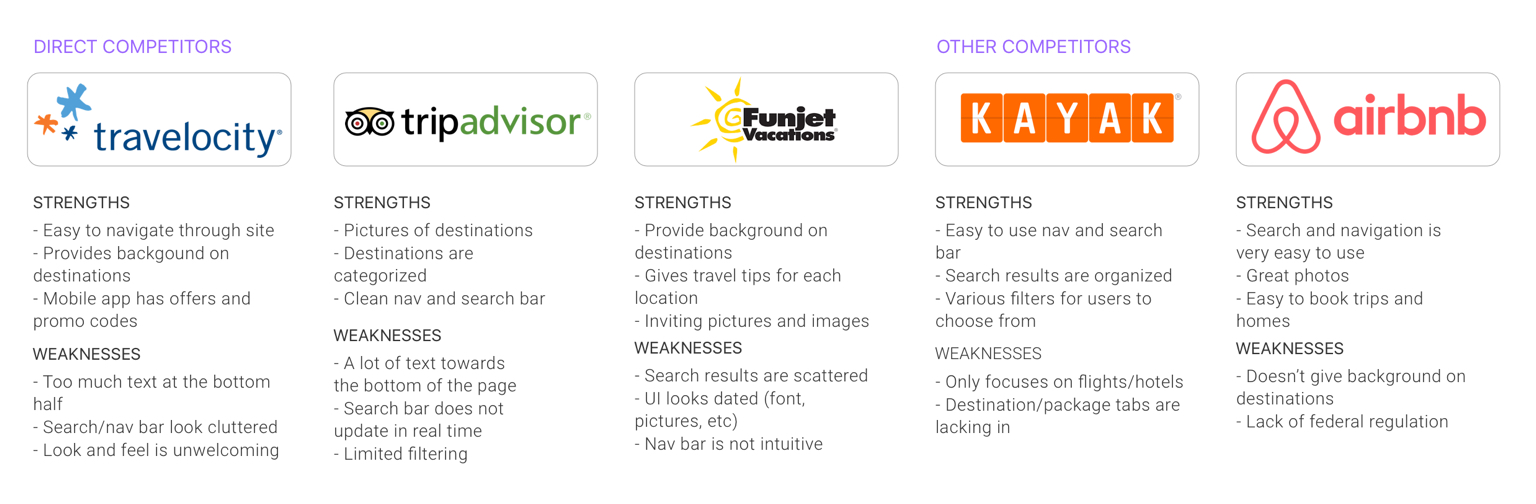 DIRECT COMPETITORS
OTHER COMPETITORS
travelocity®
tripadvisor®
Funjet
Vacations®
KAYAK®
airbnb
STRENGTHS
- Easy to navigate through site
- Provides backgound on
destinations
- Mobile app has offers and
promo codes
WEAKNESSES
- Too much text at the bottom
half
- Search/nav bar look cluttered
- Look and feel is unwelcoming
STRENGTHS
- Pictures of destinations
- Destinations are
categorized
- Clean nav and search bar
WEAKNESSES
- A lot of text towards
the bottom of the page
- Search bar does not
update in real time
- Limited filtering
STRENGTHS
- Provide background on
destinations
- Gives travel tips for each
location
- Inviting pictures and images
WEAKNESSES
- Search results are scattered
- UI looks dated (font,
pictures, etc)
- Nav bar is not intuitive
STRENGTHS
- Easy to use nav and search
bar
- Search results are organized
- Various filters for users to
choose from
WEAKNESSES
- Only focuses on flights/hotels
- Destination/package tabs are
lacking in
STRENGTHS
- Search and navigation is
very easy to use
- Great photos
- Easy to book trips and
homes
WEAKNESSES
- Doesn’t give background on
destinations
- Lack of federal regulation